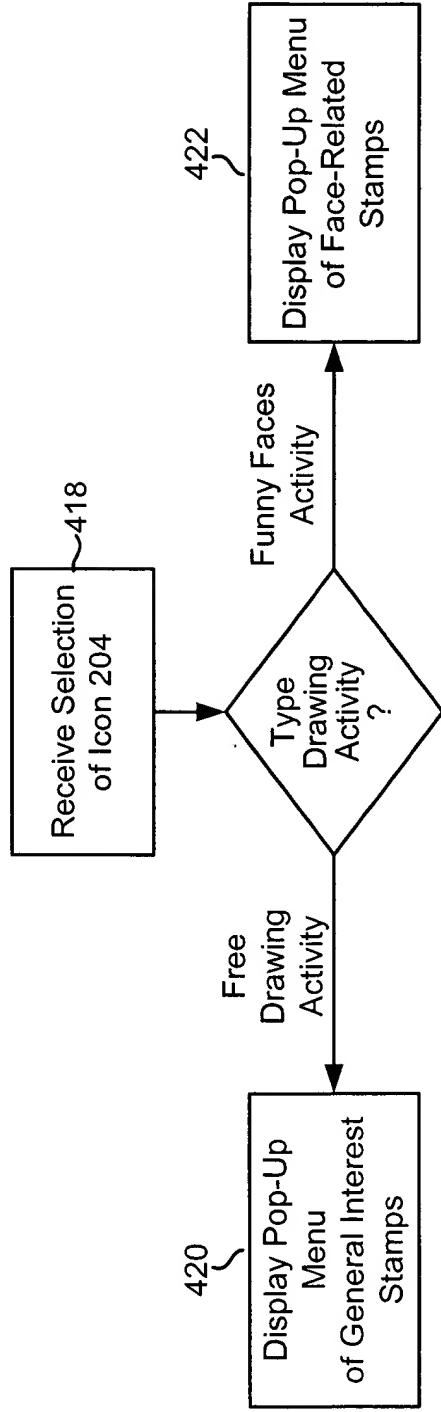 418
Receive Selection
of Icon 204
Type
Drawing
Activity
?
Free
Drawing
Activity
Funny Faces
Activity
420
Display Pop-Up
Menu
of General Interest
Stamps
422
Display Pop-Up Menu
of Face-Related
Stamps